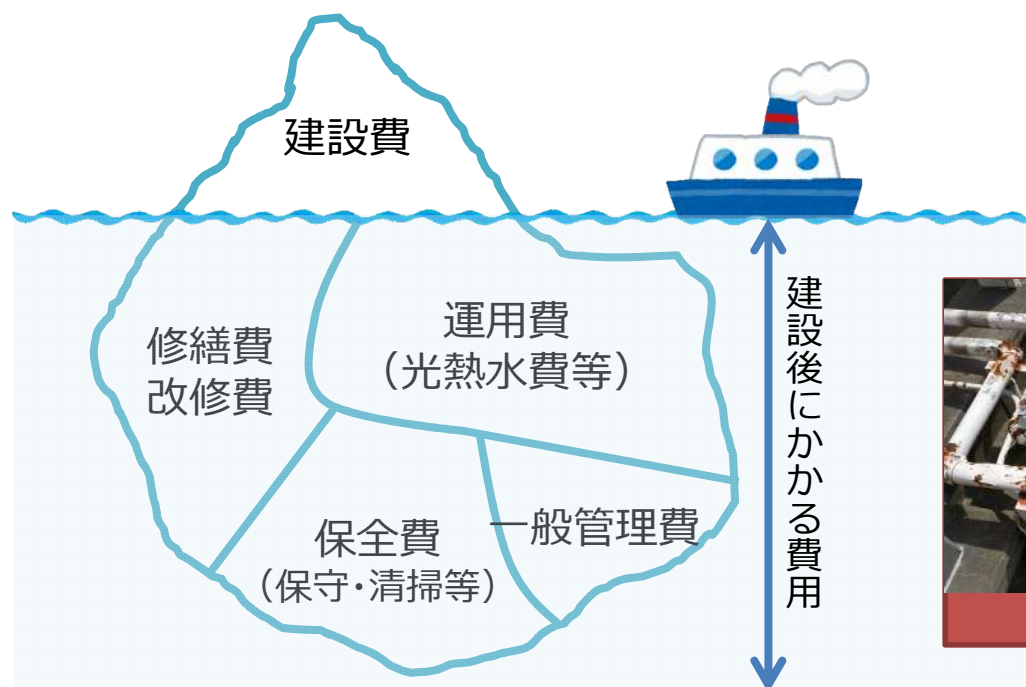 建設費
修繕費
改修費
運用費
（光熱水費等）
保全費
（保守・清掃等）
一般管理費
建設後にかかる費用